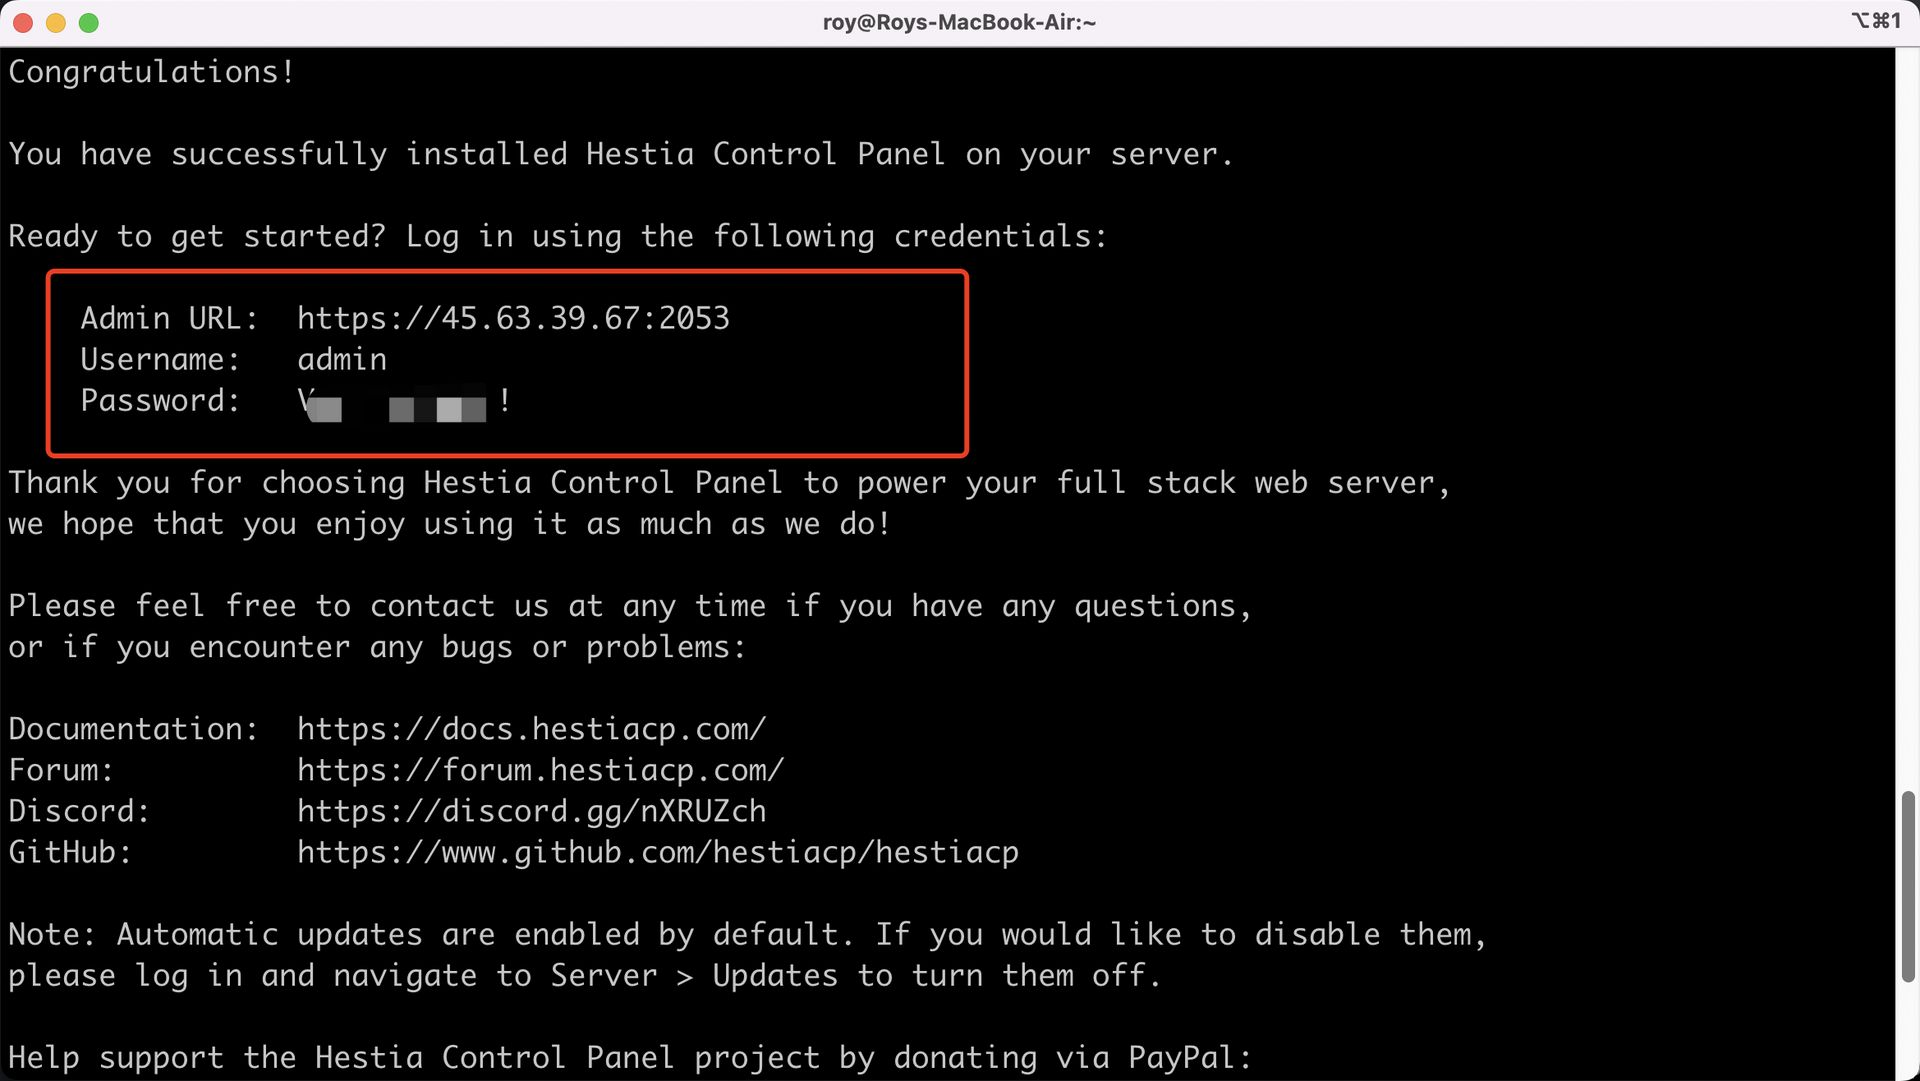 roy@Roys-MacBook-Air:~
⌥⌘1
Congratulations!
You have successfully installed Hestia Control Panel on your server.
Ready to get started? Log in using the following credentials:
Admin URL: https://45.63.39.67:2053
Username: admin
Password: !
Thank you for choosing Hestia Control Panel to power your full stack web server,
we hope that you enjoy using it as much as we do!
Please feel free to contact us at any time if you have any questions,
or if you encounter any bugs or problems:
Documentation: https://docs.hestiacp.com/
Forum: https://forum.hestiacp.com/
Discord: https://discord.gg/nXRUZch
GitHub: https://www.github.com/hestiacp/hestiacp
Note: Automatic updates are enabled by default. If you would like to disable them,
please log in and navigate to Server > Updates to turn them off.
Help support the Hestia Control Panel project by donating via PayPal: